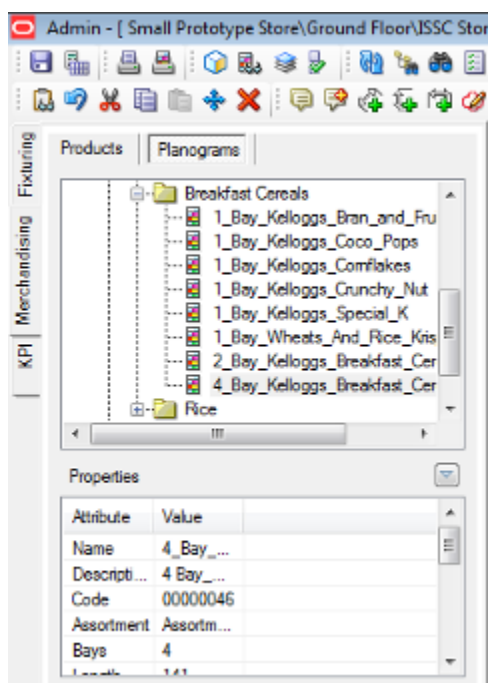 Admin - [ Small Prototype Store\Ground Floor\ISSC Stor
Fixturing
Merchandising
KPI
Products
Planograms
Breakfast Cereals
1_Bay_Kelloggs_Bran_and_Fru
1_Bay_Kelloggs_Coco_Pops
1_Bay_Kelloggs_Cornflakes
1_Bay_Kelloggs_Crunchy_Nut
1_Bay_Kelloggs_Special_K
1_Bay_Wheats_And_Rice_Kris
2_Bay_Kelloggs_Breakfast_Cer
4_Bay_Kelloggs_Breakfast_Cer
Rice
Properties
Attribute Value
Name 4_Bay_...
Descripti... 4 Bay_...
Code 00000046
Assortment Assortm...
Bays 4
Length 141